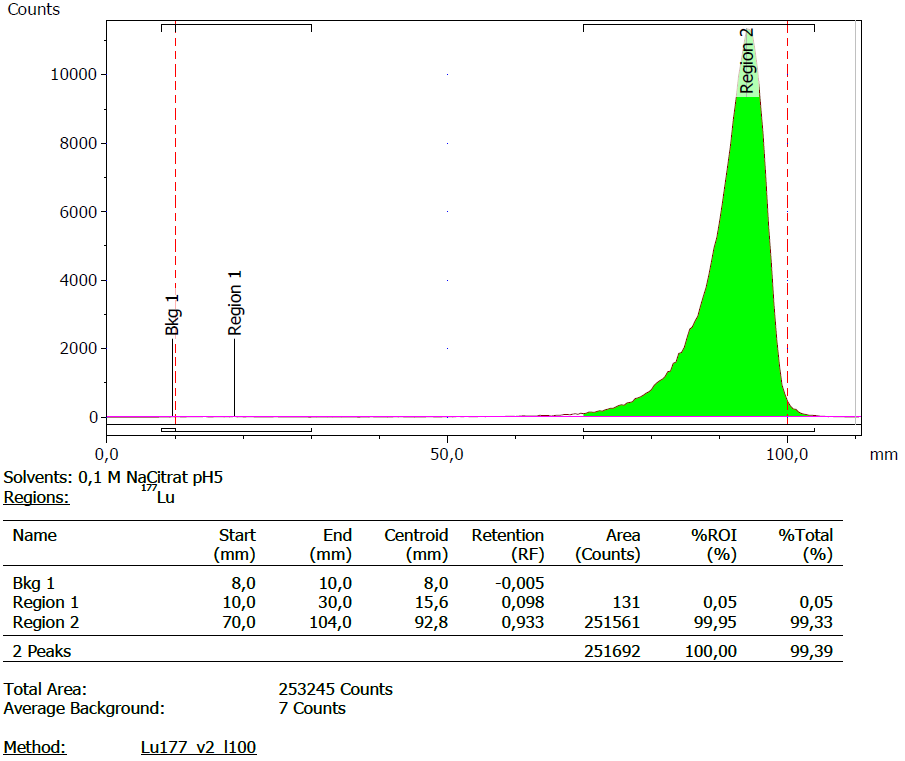 Counts
10000
8000
6000
4000
2000
0
Bkg 1
Region 1
Region 2
0,0 50,0 100,0 mm
Solvents: 0,1 M NaCitrat pH5
Regions: 177Lu
Name Start End Centroid Retention Area %ROI %Total
(mm) (mm) (mm) (RF) (Counts) (%) (%)
Bkg 1 8,0 10,0 8,0 -0,005
Region 1 10,0 30,0 15,6 0,098 131 0,05 0,05
Region 2 70,0 104,0 92,8 0,933 251561 99,95 99,33
2 Peaks 251692 100,00 99,39
Total Area: 253245 Counts
Average Background: 7 Counts
Method: Lu177_v2_l100